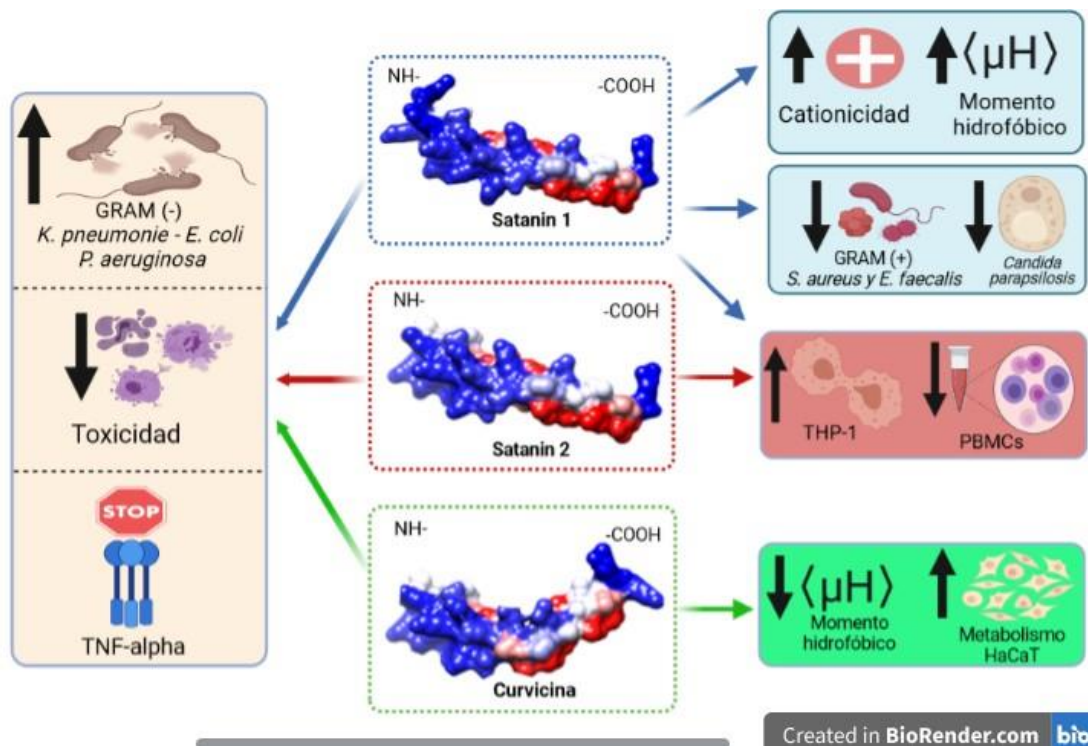 GRAM (-)
K. pneumonie - E. coli
P. aeruginosa
Toxicidad
STOP
TNF-alpha
NH-
-COOH
Satanin 1
NH-
-COOH
Satanin 2
NH-
-COOH
Curvicina
⟨μH⟩
Cationicidad
Momento
hidrofóbico
GRAM (+)
S. aureus y E. faecalis
Candida
parapsilosis
THP-1
PBMCs
⟨μH⟩
Momento
hidrofóbico
Metabolismo
HaCaT
Created in BioRender.com bio